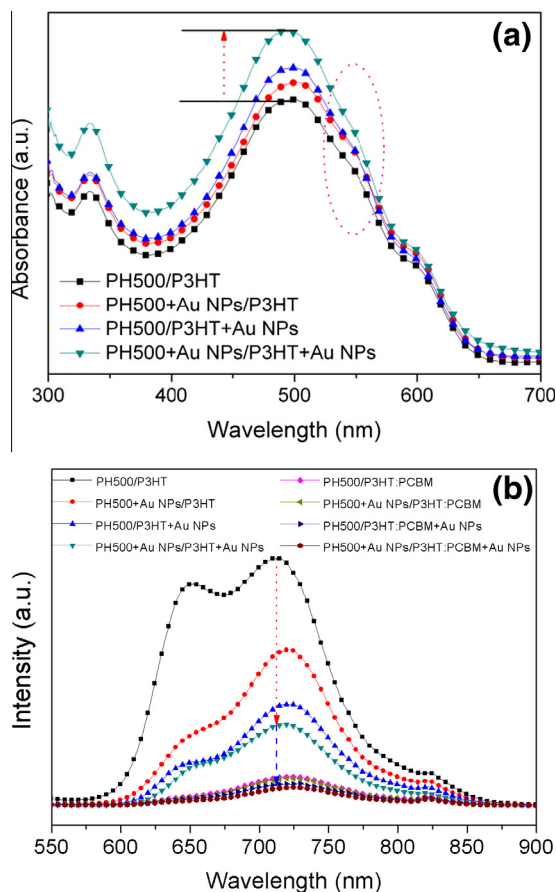 (a)
Absorbance (a.u.)
PH500/P3HT
PH500+Au NPs/P3HT
PH500/P3HT+Au NPs
PH500+Au NPs/P3HT+Au NPs
300 400 500 600 700
Wavelength (nm)
(b)
PH500/P3HT
PH500+Au NPs/P3HT
PH500/P3HT+Au NPs
PH500+Au NPs/P3HT+Au NPs
PH500/P3HT:PCBM
PH500+Au NPs/P3HT:PCBM
PH500/P3HT:PCBM+Au NPs
PH500+Au NPs/P3HT:PCBM+Au NPs
Intensity (a.u.)
550 600 650 700 750 800 850 900
Wavelength (nm)